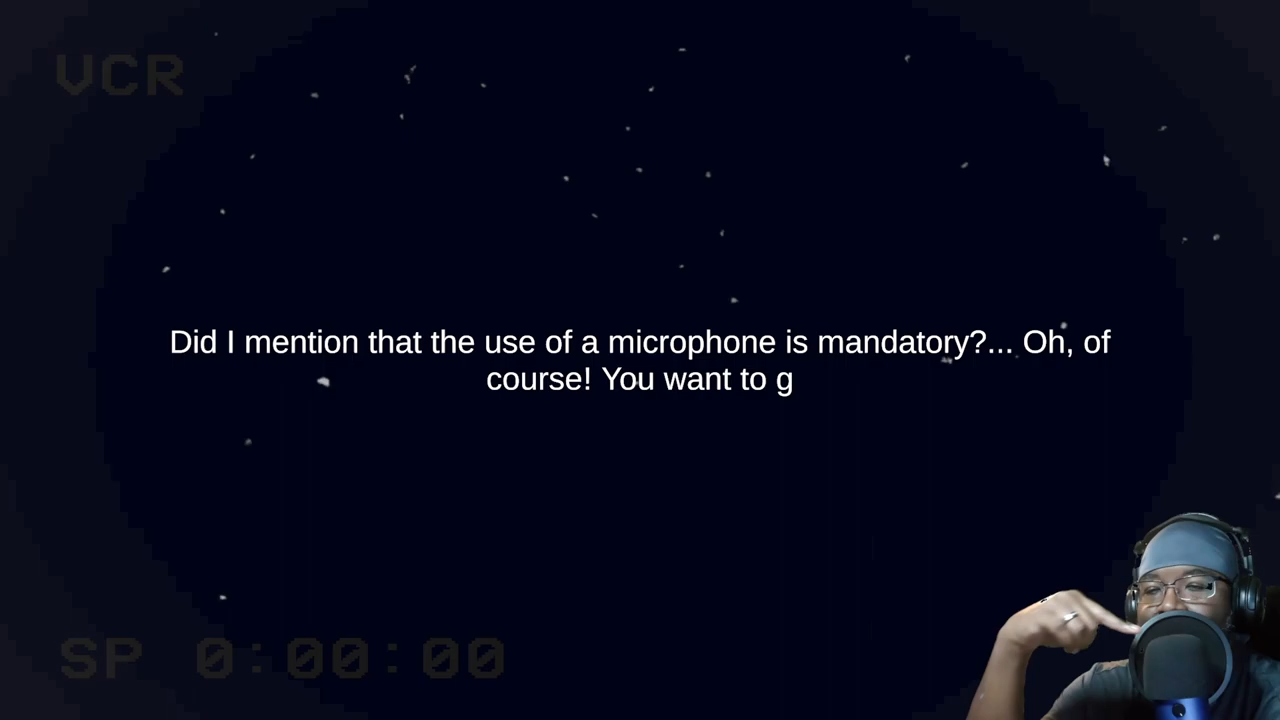 VCR
Did I mention that the use of a microphone is mandatory?... Oh, of
course! You want to g
SP 0:00:00